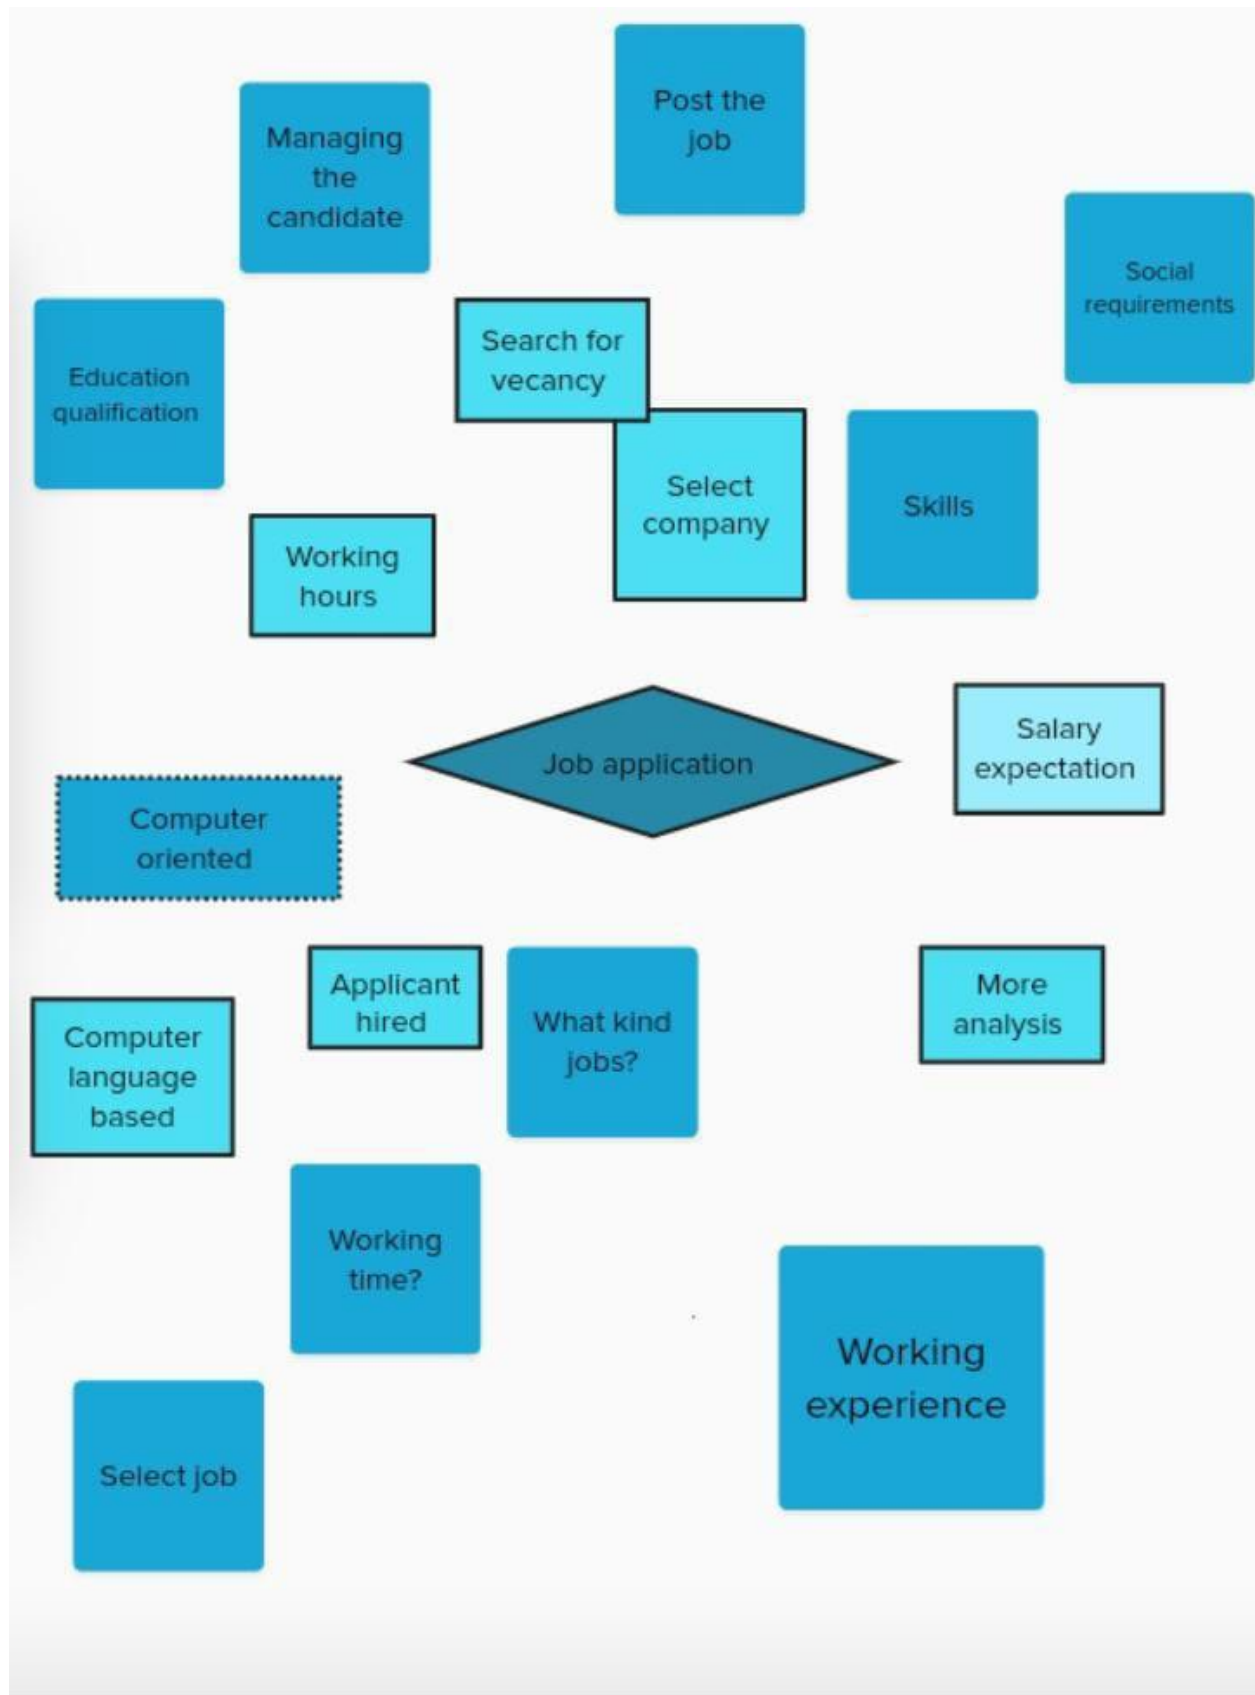 Post the
job
Managing
the
candidate
Social
requirements
Search for
vecancy
Education
qualification
Select
company
Skills
Working
hours
Salary
expectation
Job application
Computer
oriented
Applicant
hired
What kind
jobs?
More
analysis
Computer
language
based
Working
time?
Working
experience
Select job